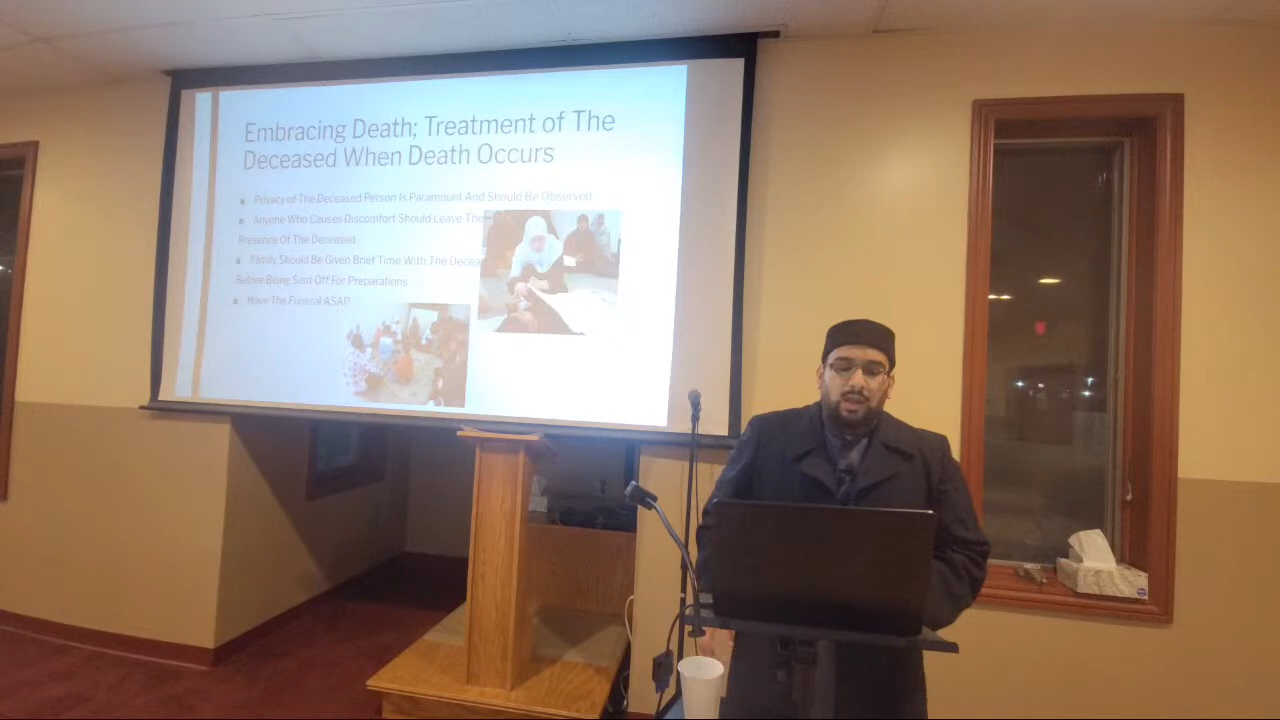 Embracing Death; Treatment of The
Deceased When Death Occurs
Privacy of The Deceased Person Is Paramount And Should Be Observed
Anyone Who Causes Discomfort Should Leave The
Presence Of The Deceased
Family Should Be Given Brief Time With The Decea
Before Being Sent Off For Preparations
Have The Funeral ASAP